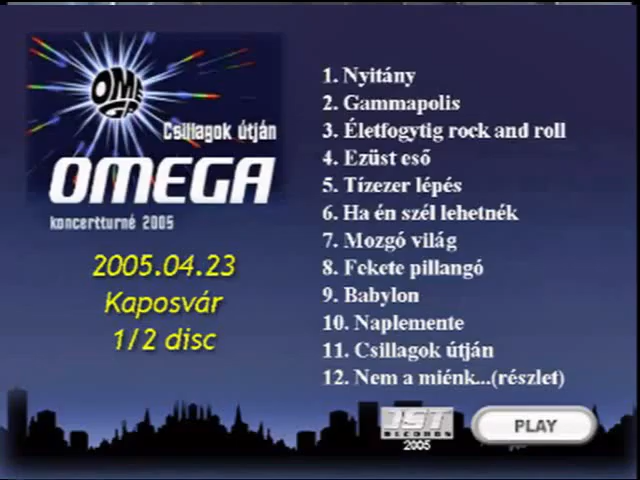 OMEGA
Csillagok útján
OMEGA
koncertturné 2005
2005.04.23
Kaposvár
1/2 disc
1. Nyitány
2. Gammapolis
3. Életfogytig rock and roll
4. Ezüst eső
5. Tízezer lépés
6. Ha én szél lehetnék
7. Mozgó világ
8. Fekete pillangó
9. Babylon
10. Naplemente
11. Csillagok útján
12. Nem a miénk...(részlet)
JST
RECORDS
2005
PLAY